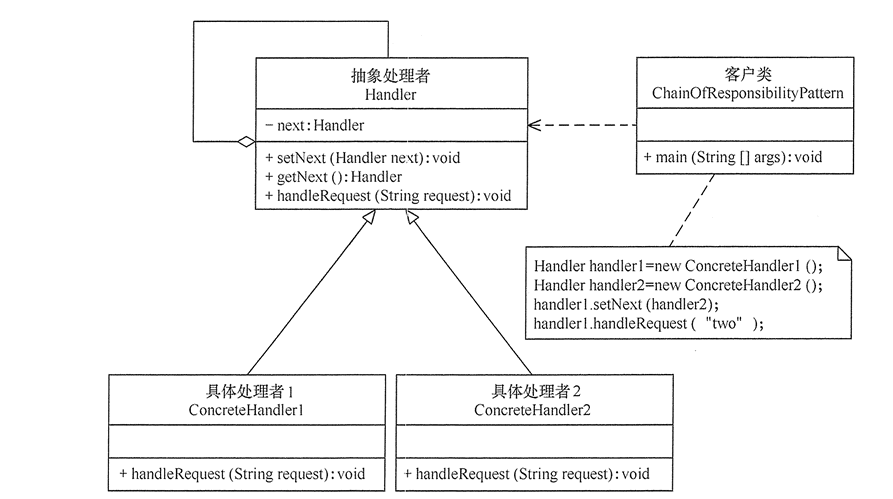 抽象处理者
Handler
- next:Handler
+ setNext (Handler next):void
+ getNext ():Handler
+ handleRequest (String request):void
客户类
ChainOfResponsibilityPattern
+ main (String [] args):void
Handler handler1=new ConcreteHandler1 ();
Handler handler2=new ConcreteHandler2 ();
handler1.setNext (handler2);
handler1.handleRequest ( "two" );
具体处理者1
ConcreteHandler1
+ handleRequest (String request):void
具体处理者2
ConcreteHandler2
+ handleRequest (String request):void